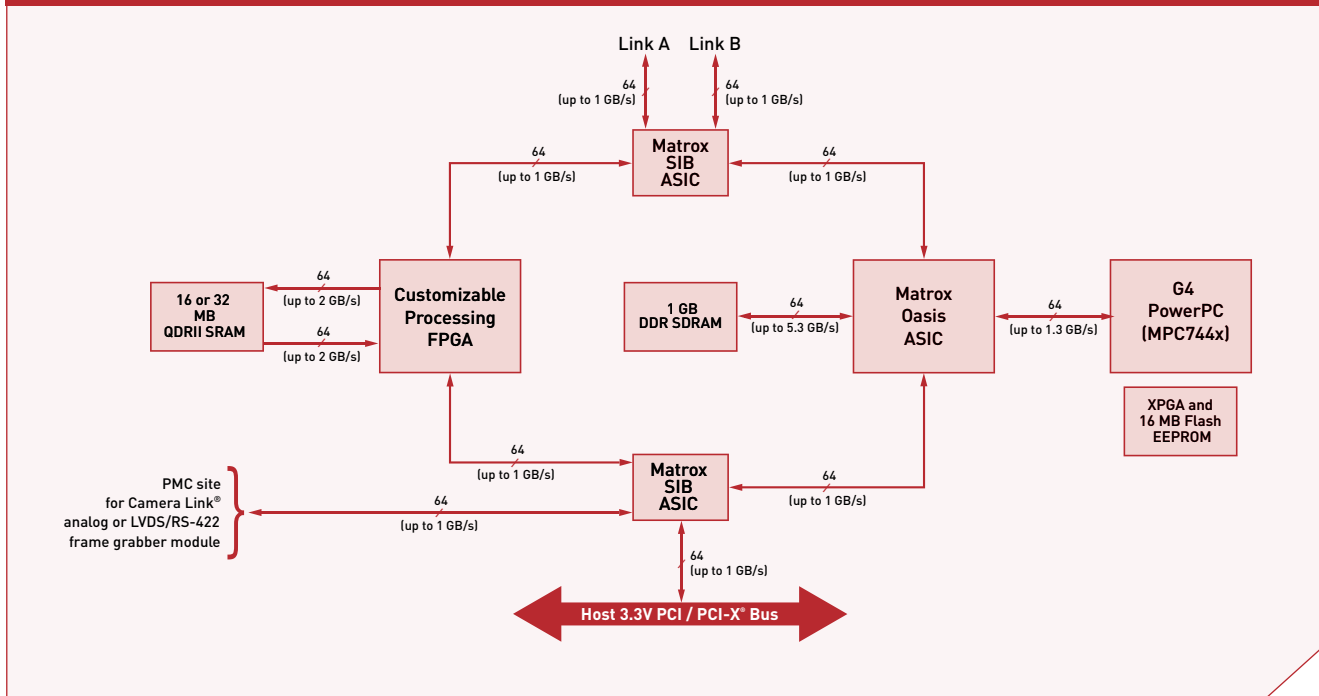 Link A Link B
64
(up to 1 GB/s)
64
(up to 1 GB/s)
Matrox
SIB
ASIC
64
(up to 1 GB/s)
64
(up to 1 GB/s)
16 or 32
MB
QDRII SRAM
64
(up to 2 GB/s)
64
(up to 2 GB/s)
Customizable
Processing
FPGA
1 GB
DDR SDRAM
64
(up to 5.3 GB/s)
Matrox
Oasis
ASIC
64
(up to 1.3 GB/s)
G4
PowerPC
(MPC744x)
XPGA and
16 MB Flash
EEPROM
64
(up to 1 GB/s)
Matrox
SIB
ASIC
64
(up to 1 GB/s)
PMC site
for Camera Link®
analog or LVDS/RS-422
frame grabber module
64
(up to 1 GB/s)
64
(up to 1 GB/s)
Host 3.3V PCI / PCI-X® Bus